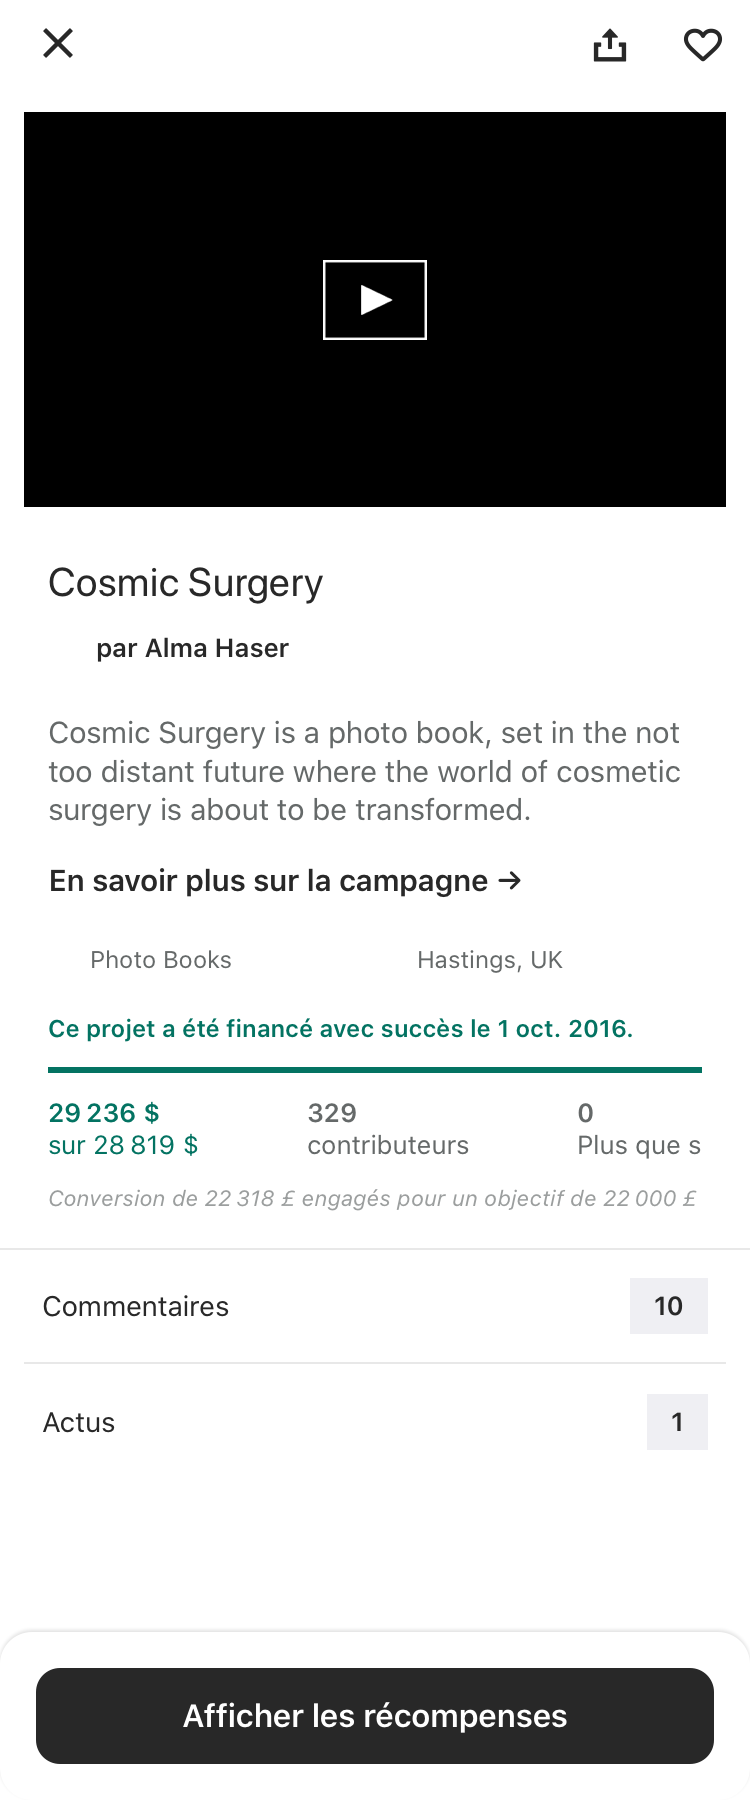 Cosmic Surgery
par Alma Haser
Cosmic Surgery is a photo book, set in the not
too distant future where the world of cosmetic
surgery is about to be transformed.
En savoir plus sur la campagne →
Photo Books
Hastings, UK
Ce projet a été financé avec succès le 1 oct. 2016.
29 236 $
sur 28 819 $
329
contributeurs
0
Plus que s
Conversion de 22 318 £ engagés pour un objectif de 22 000 £
Commentaires
10
Actus
1
Afficher les récompenses